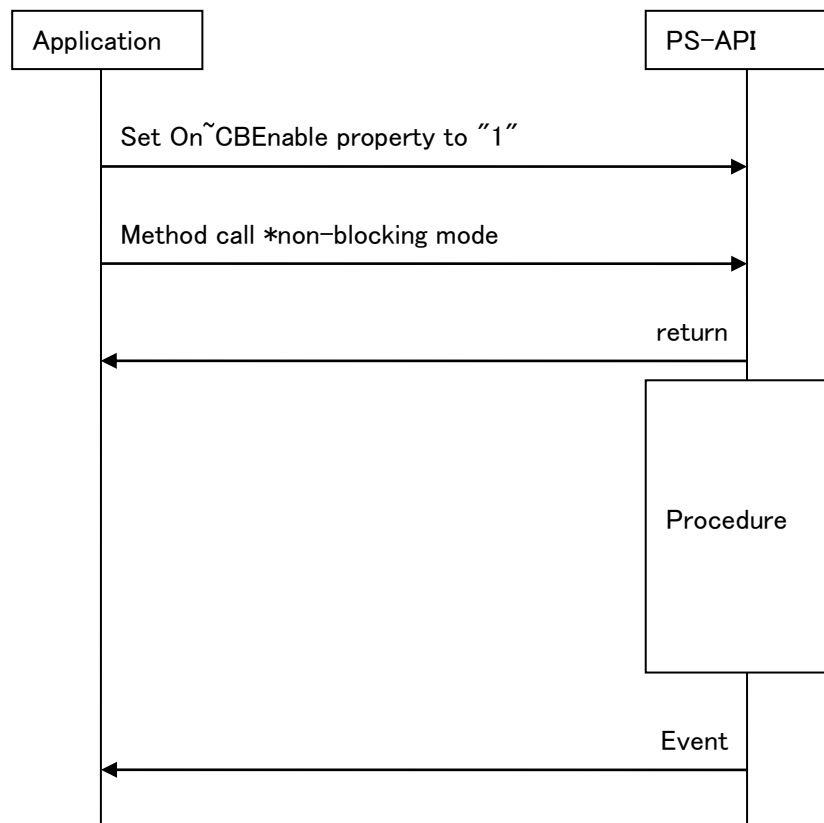 Application
PS-API
Set On~CBEnable property to "1"
Method call *non-blocking mode
return
Procedure
Event